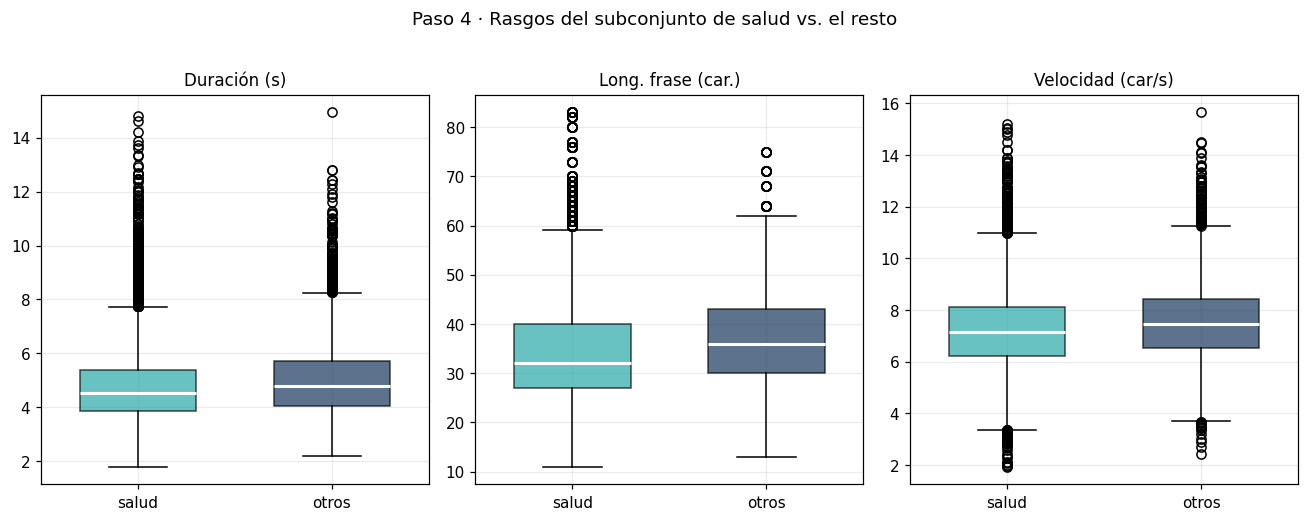 Paso 4 · Rasgos del subconjunto de salud vs. el resto
Duración (s)
14
12
10
8
6
4
2
salud
otros
Long. frase (car.)
80
70
60
50
40
30
20
10
salud
otros
Velocidad (car/s)
16
14
12
10
8
6
4
2
salud
otros